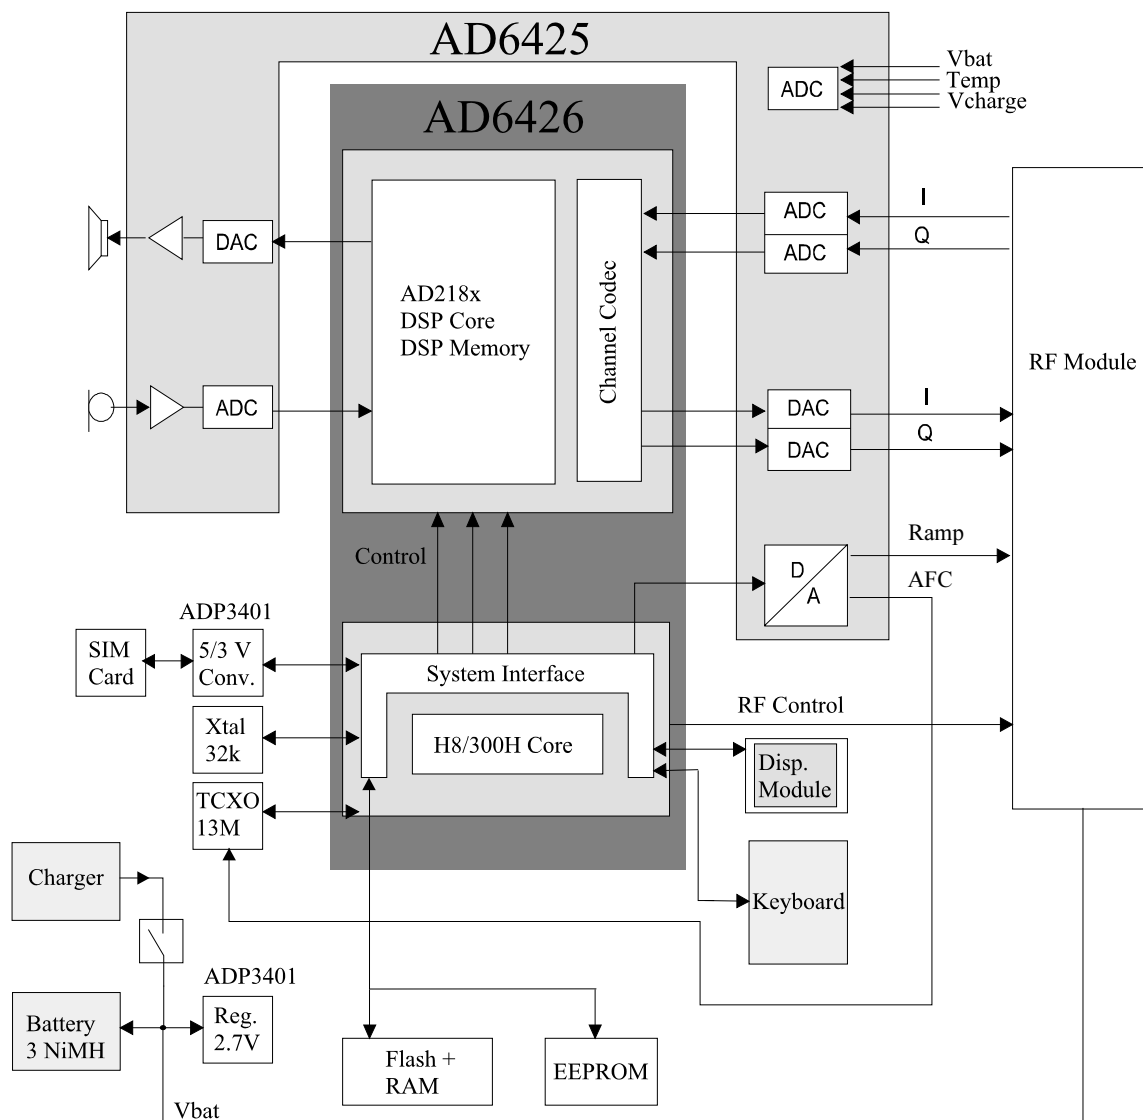 AD6425
Vbat
Temp
Vcharge
ADC
AD6426
I
Q
ADC
ADC
DAC
AD218x
DSP Core
DSP Memory
Channel Codec
RF Module
ADC
I
Q
DAC
DAC
Control
Ramp
AFC
D
A
ADP3401
SIM
Card
5/3 V
Conv.
System Interface
Xtal
32k
H8/300H Core
RF Control
Disp.
Module
TCXO
13M
Charger
Keyboard
ADP3401
Battery
3 NiMH
Reg.
2.7V
Flash +
RAM
EEPROM
Vbat